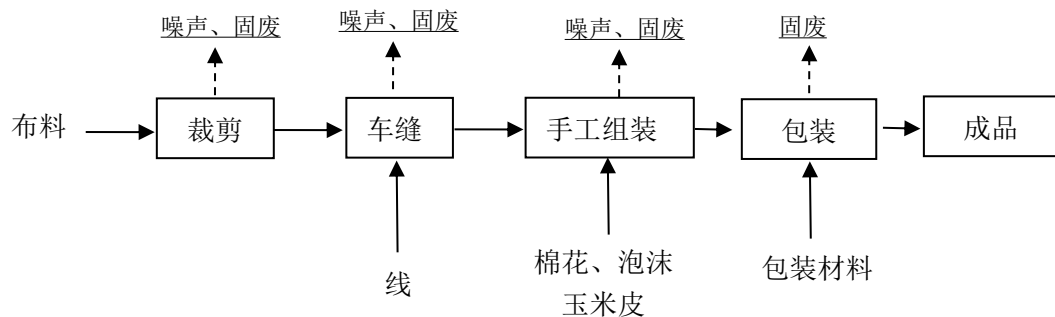 噪声、固废
噪声、固废
噪声、固废
固废
布料
裁剪
车缝
手工组装
包装
成品
线
棉花、泡沫
玉米皮
包装材料